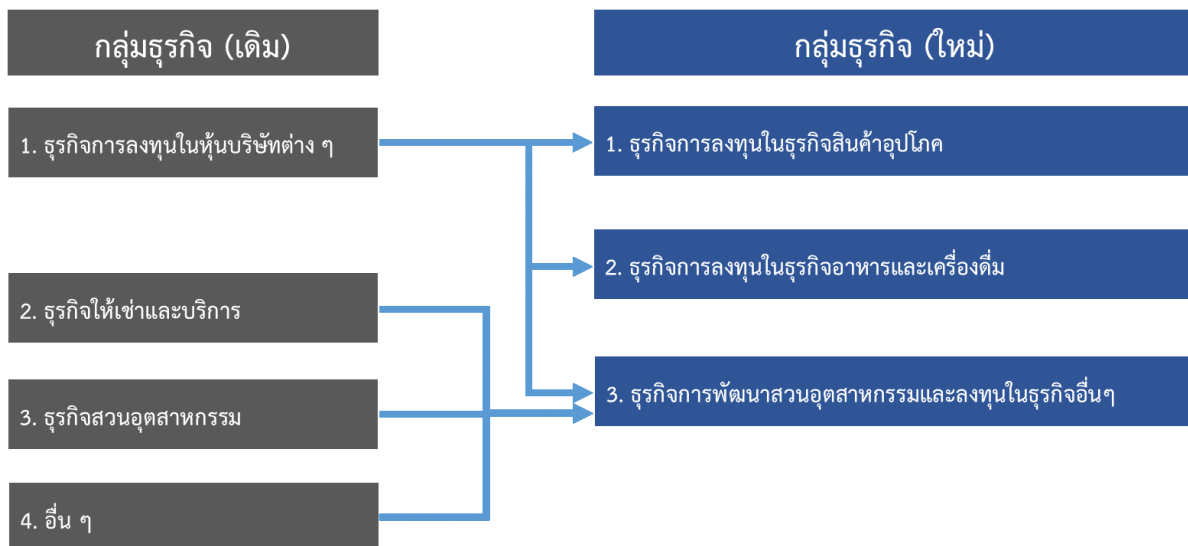 กลุ่มธุรกิจ (เดิม)
กลุ่มธุรกิจ (ใหม่)
1. ธุรกิจการลงทุนในหุ้นบริษัทต่าง ๆ
1. ธุรกิจการลงทุนในธุรกิจสินค้าอุปโภค
2. ธุรกิจการลงทุนในธุรกิจอาหารและเครื่องดื่ม
2. ธุรกิจให้เช่าและบริการ
3. ธุรกิจการพัฒนาสวนอุตสาหกรรมและลงทุนในธุรกิจอื่นๆ
3. ธุรกิจสวนอุตสาหกรรม
4. อื่น ๆ